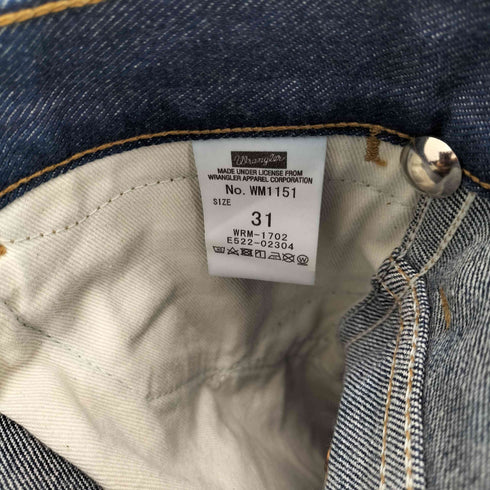 Wrangler
MADE UNDER LICENSE FROM
WRANGLER APPAREL CORPORATION
No. WM1151
SIZE
31
WRM-1702
E522-02304